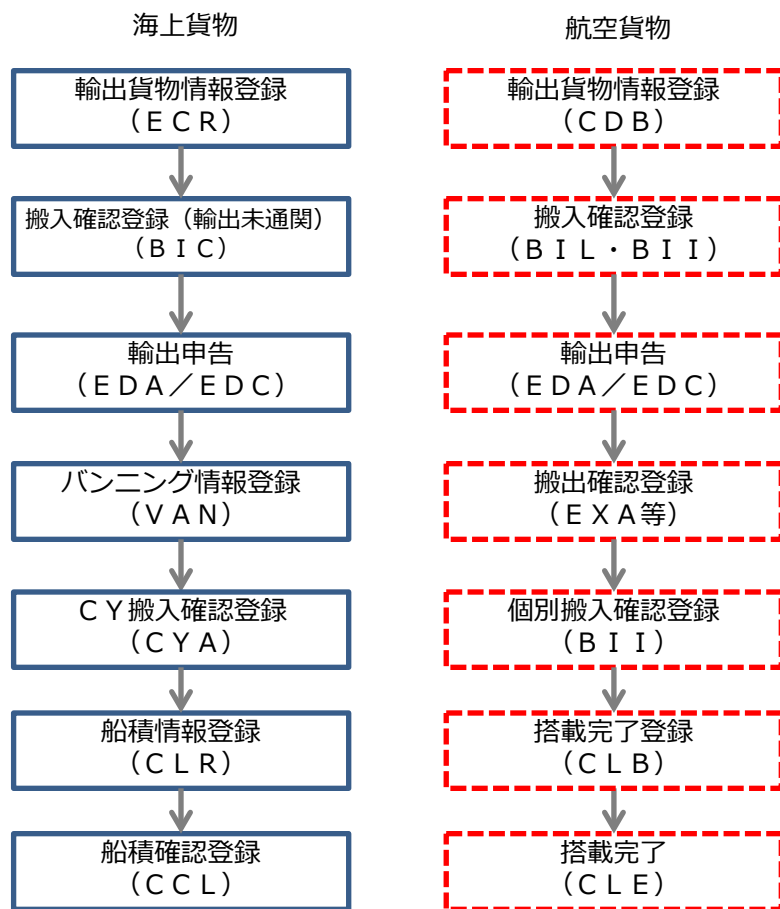 海上貨物
輸出貨物情報登録
（ＥＣＲ）
搬入確認登録（輸出未通関）
（ＢＩＣ）
輸出申告
（ＥＤＡ／ＥＤＣ）
バンニング情報登録
（ＶＡＮ）
ＣＹ搬入確認登録
（ＣＹＡ）
船積情報登録
（ＣＬＲ）
船積確認登録
（ＣＣＬ）
航空貨物
輸出貨物情報登録
（ＣＤＢ）
搬入確認登録
（ＢＩＬ・ＢＩＩ）
輸出申告
（ＥＤＡ／ＥＤＣ）
搬出確認登録
（ＥＸＡ等）
個別搬入確認登録
（ＢＩＩ）
搭載完了登録
（ＣＬＢ）
搭載完了
（ＣＬＥ）